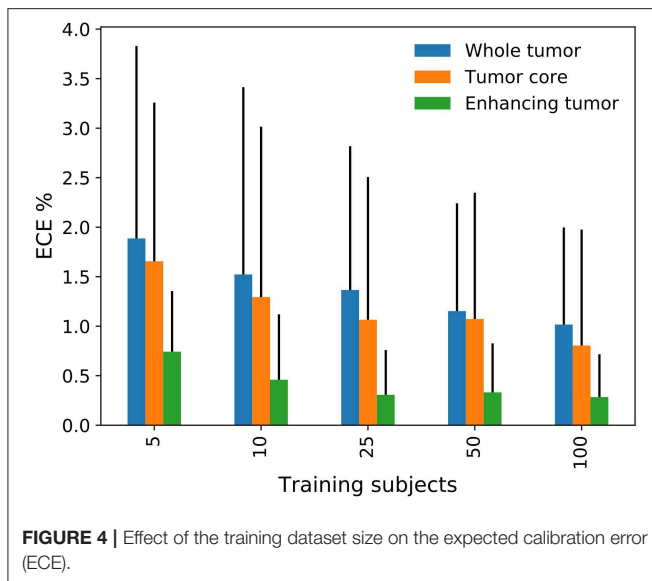 4.0
3.5
3.0
2.5
2.0
1.5
1.0
0.5
0.0
ECE %
Whole tumor
Tumor core
Enhancing tumor
5
10
25
50
100
Training subjects
FIGURE 4 | Effect of the training dataset size on the expected calibration error
(ECE).